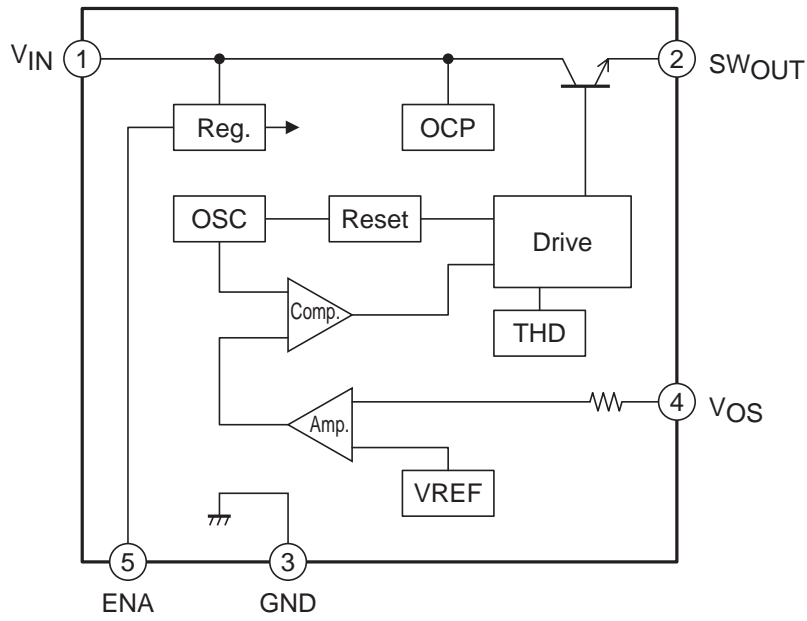 VIN
1
2
SWOUT
Reg.
OCP
OSC
Reset
Drive
Comp.
THD
4
VOS
Amp.
VREF
5
3
ENA
GND